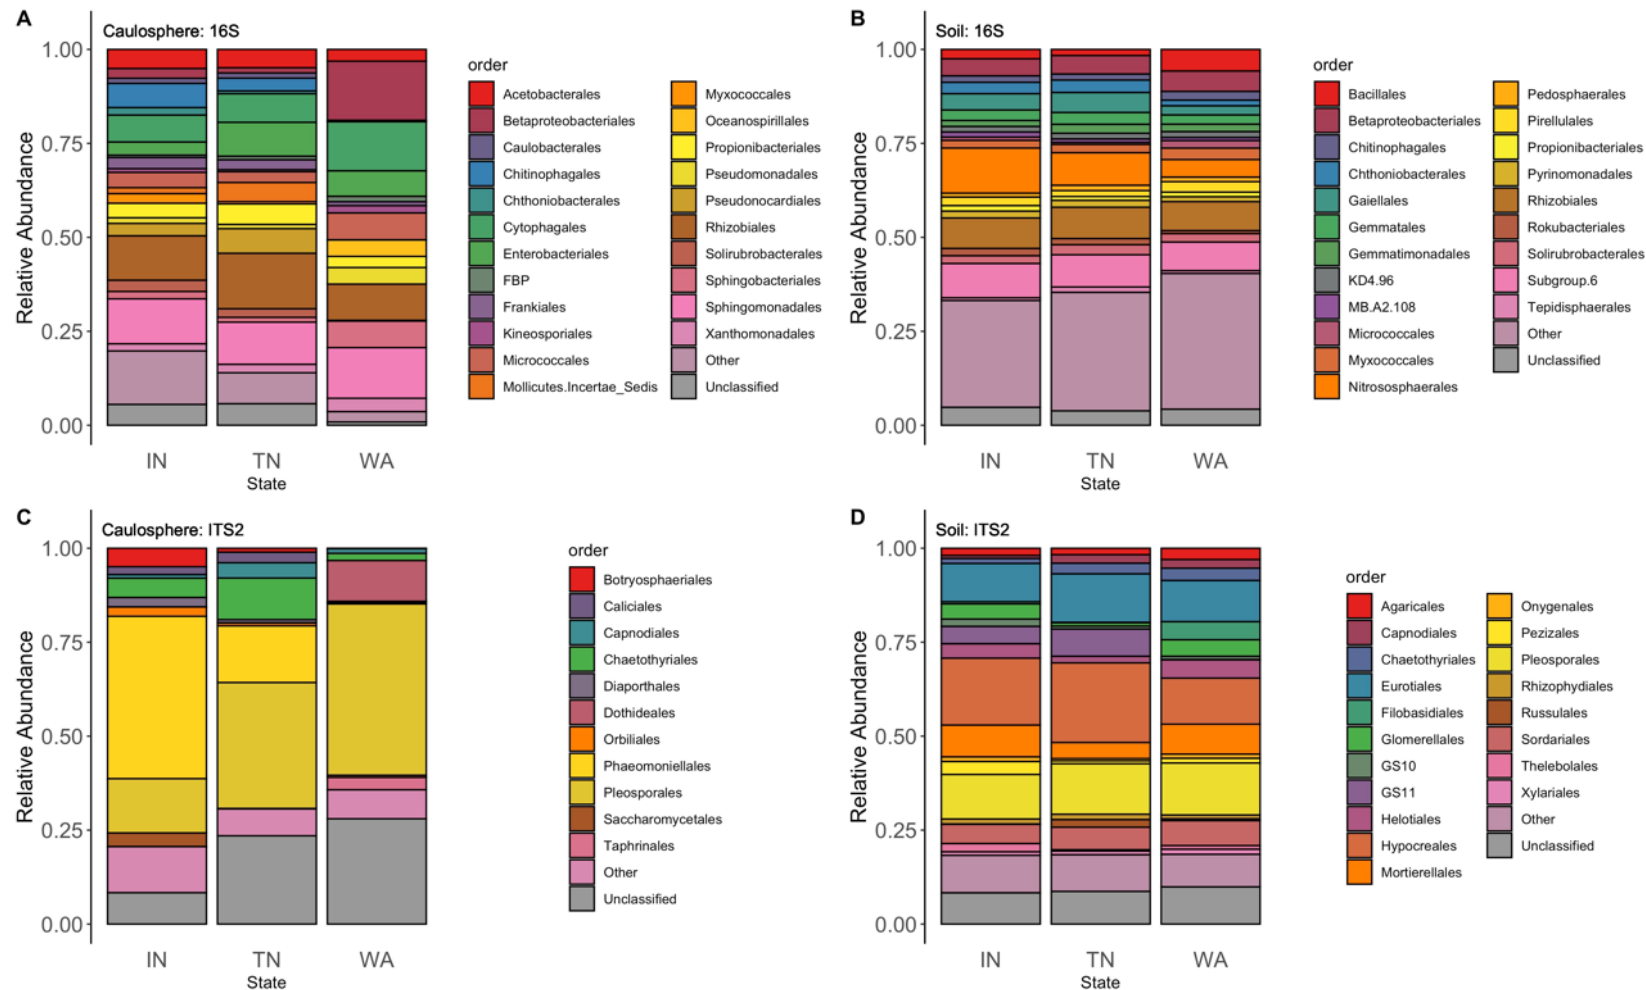 A
Caulosphere: 16S
1.00
0.75
0.50
0.25
0.00
Relative Abundance
IN
TN
WA
State
order
Acetobacterales
Betaproteobacteriales
Caulobacterales
Chitinophagales
Chthoniobacterales
Cytophagales
Enterobacteriales
FBP
Frankiales
Kineosporiales
Micrococcales
Mollicutes.Incertae_Sedis
Myxococcales
Oceanospirillales
Propionibacteriales
Pseudomonadales
Pseudonocardiales
Rhizobiales
Solirubrobacterales
Sphingobacteriales
Sphingomonadales
Xanthomonadales
Other
Unclassified
B
Soil: 16S
1.00
0.75
0.50
0.25
0.00
Relative Abundance
IN
TN
WA
State
order
Bacillales
Betaproteobacteriales
Chitinophagales
Chthoniobacterales
Gaiellales
Gemmatales
Gemmatimonadales
KD4.96
MB.A2.108
Micrococcales
Myxococcales
Nitrososphaerales
Pedosphaerales
Pirellulales
Propionibacteriales
Pyrinomonadales
Rhizobiales
Rokubacteriales
Solirubrobacterales
Subgroup.6
Tepidisphaerales
Other
Unclassified
C
Caulosphere: ITS2
1.00
0.75
0.50
0.25
0.00
Relative Abundance
IN
TN
WA
State
order
Botryosphaeriales
Caliciales
Capnodiales
Chaetothyriales
Diaporthales
Dothideales
Orbiliales
Phaeomoniellales
Pleosporales
Saccharomycetales
Taphrinales
Other
Unclassified
D
Soil: ITS2
1.00
0.75
0.50
0.25
0.00
Relative Abundance
IN
TN
WA
State
order
Agaricales
Capnodiales
Chaetothyriales
Eurotiales
Filobasidiales
Glomerellales
GS10
GS11
Helotiales
Hypocreales
Mortierellales
Onygenales
Pezizales
Pleosporales
Rhizophydiales
Russulales
Sordariales
Thelebolales
Xylariales
Other
Unclassified